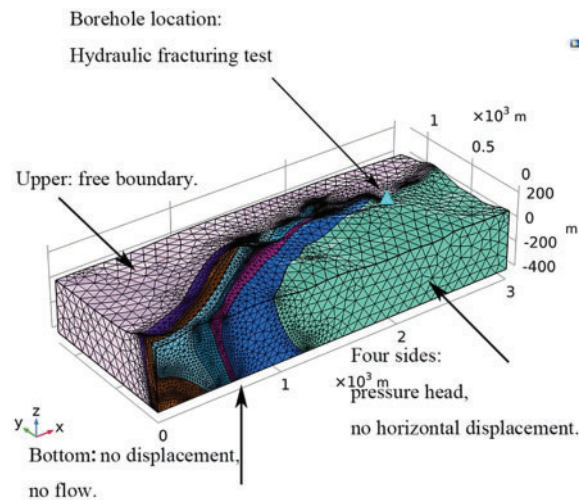 Borehole location:
Hydraulic fracturing test
×10³ m
1
0.5
0
Upper: free boundary.
200
0
m
-200
-400
3
2
Four sides:
1
×10³ m
pressure head,
z
y
x
0
no horizontal displacement.
Bottom: no displacement,
no flow.